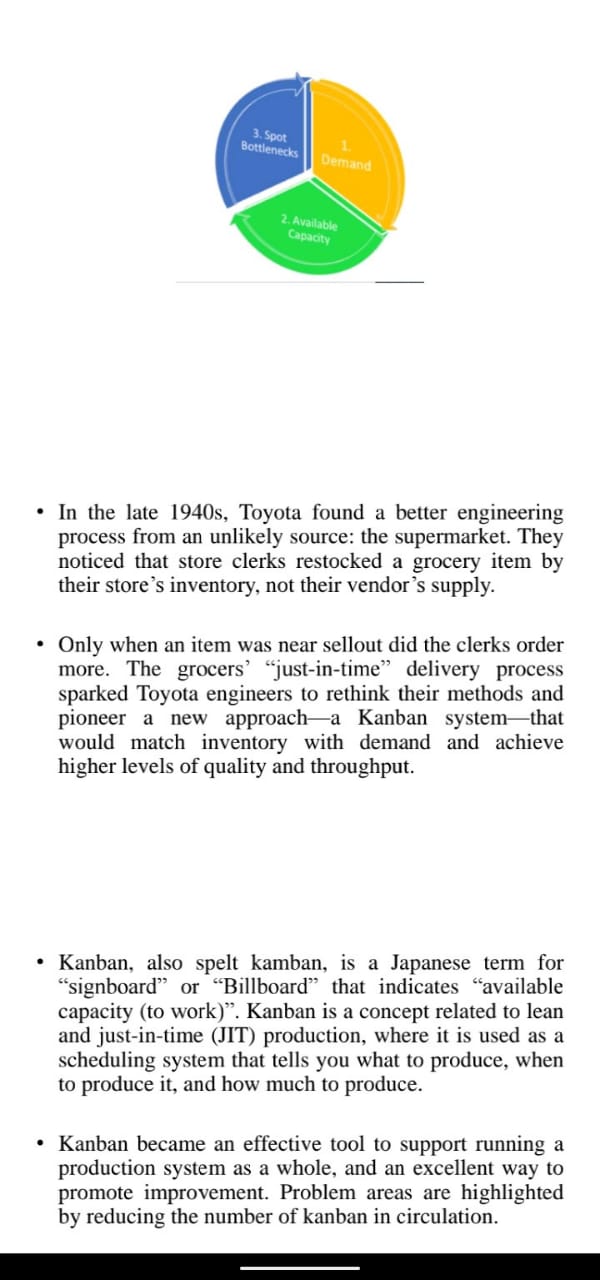 3. Spot
Bottlenecks
1.
Demand
2. Available
Capacity
• In the late 1940s, Toyota found a better engineering
process from an unlikely source: the supermarket. They
noticed that store clerks restocked a grocery item by
their store’s inventory, not their vendor’s supply.
• Only when an item was near sellout did the clerks order
more. The grocers’ “just-in-time” delivery process
sparked Toyota engineers to rethink their methods and
pioneer a new approach—a Kanban system—that
would match inventory with demand and achieve
higher levels of quality and throughput.
• Kanban, also spelt kamban, is a Japanese term for
“signboard” or “Billboard” that indicates “available
capacity (to work)”. Kanban is a concept related to lean
and just-in-time (JIT) production, where it is used as a
scheduling system that tells you what to produce, when
to produce it, and how much to produce.
• Kanban became an effective tool to support running a
production system as a whole, and an excellent way to
promote improvement. Problem areas are highlighted
by reducing the number of kanban in circulation.